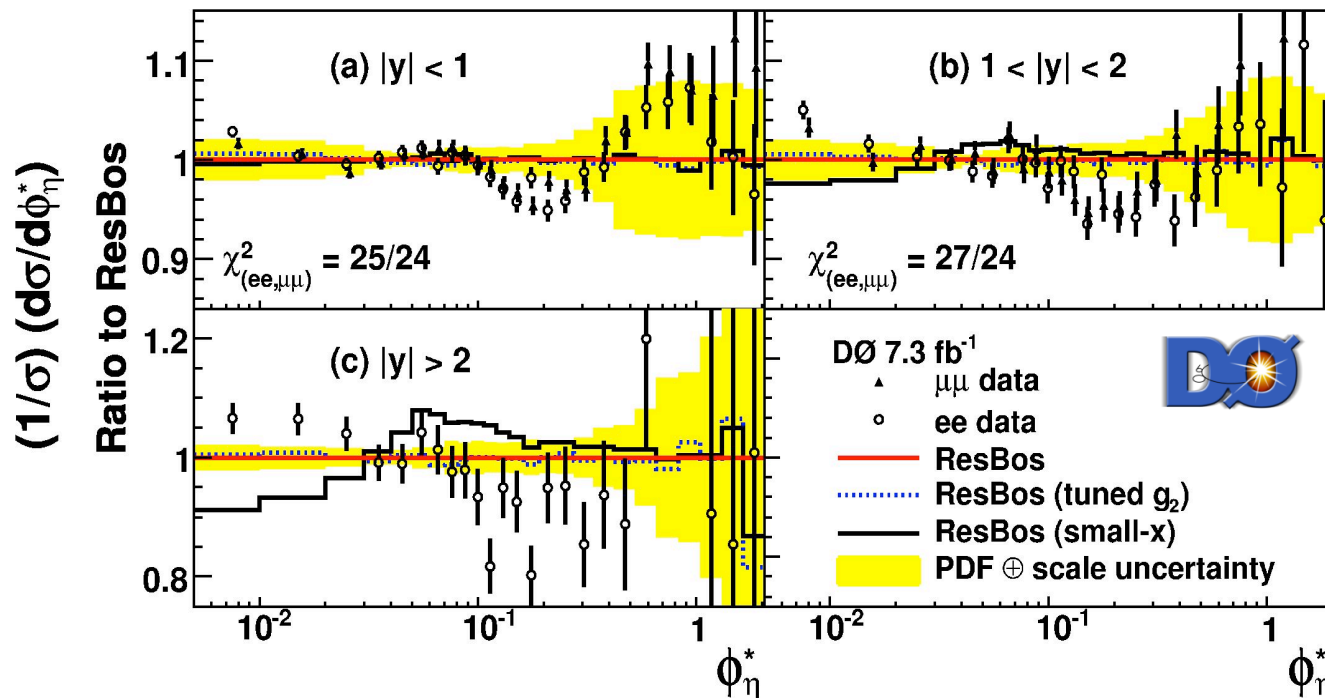 (1/σ) (dσ/dφ*η)
Ratio to ResBos
1.1
1
0.9
(a) |y| < 1
χ²(ee,μμ) = 25/24
(b) 1 < |y| < 2
χ²(ee,μμ) = 27/24
1.2
1
0.8
(c) |y| > 2
DØ 7.3 fb⁻¹
μμ data
ee data
ResBos
ResBos (tuned g₂)
ResBos (small-x)
PDF ⊕ scale uncertainty
DØ
10⁻² 10⁻¹ 1
φ*η
10⁻² 10⁻¹ 1
φ*η